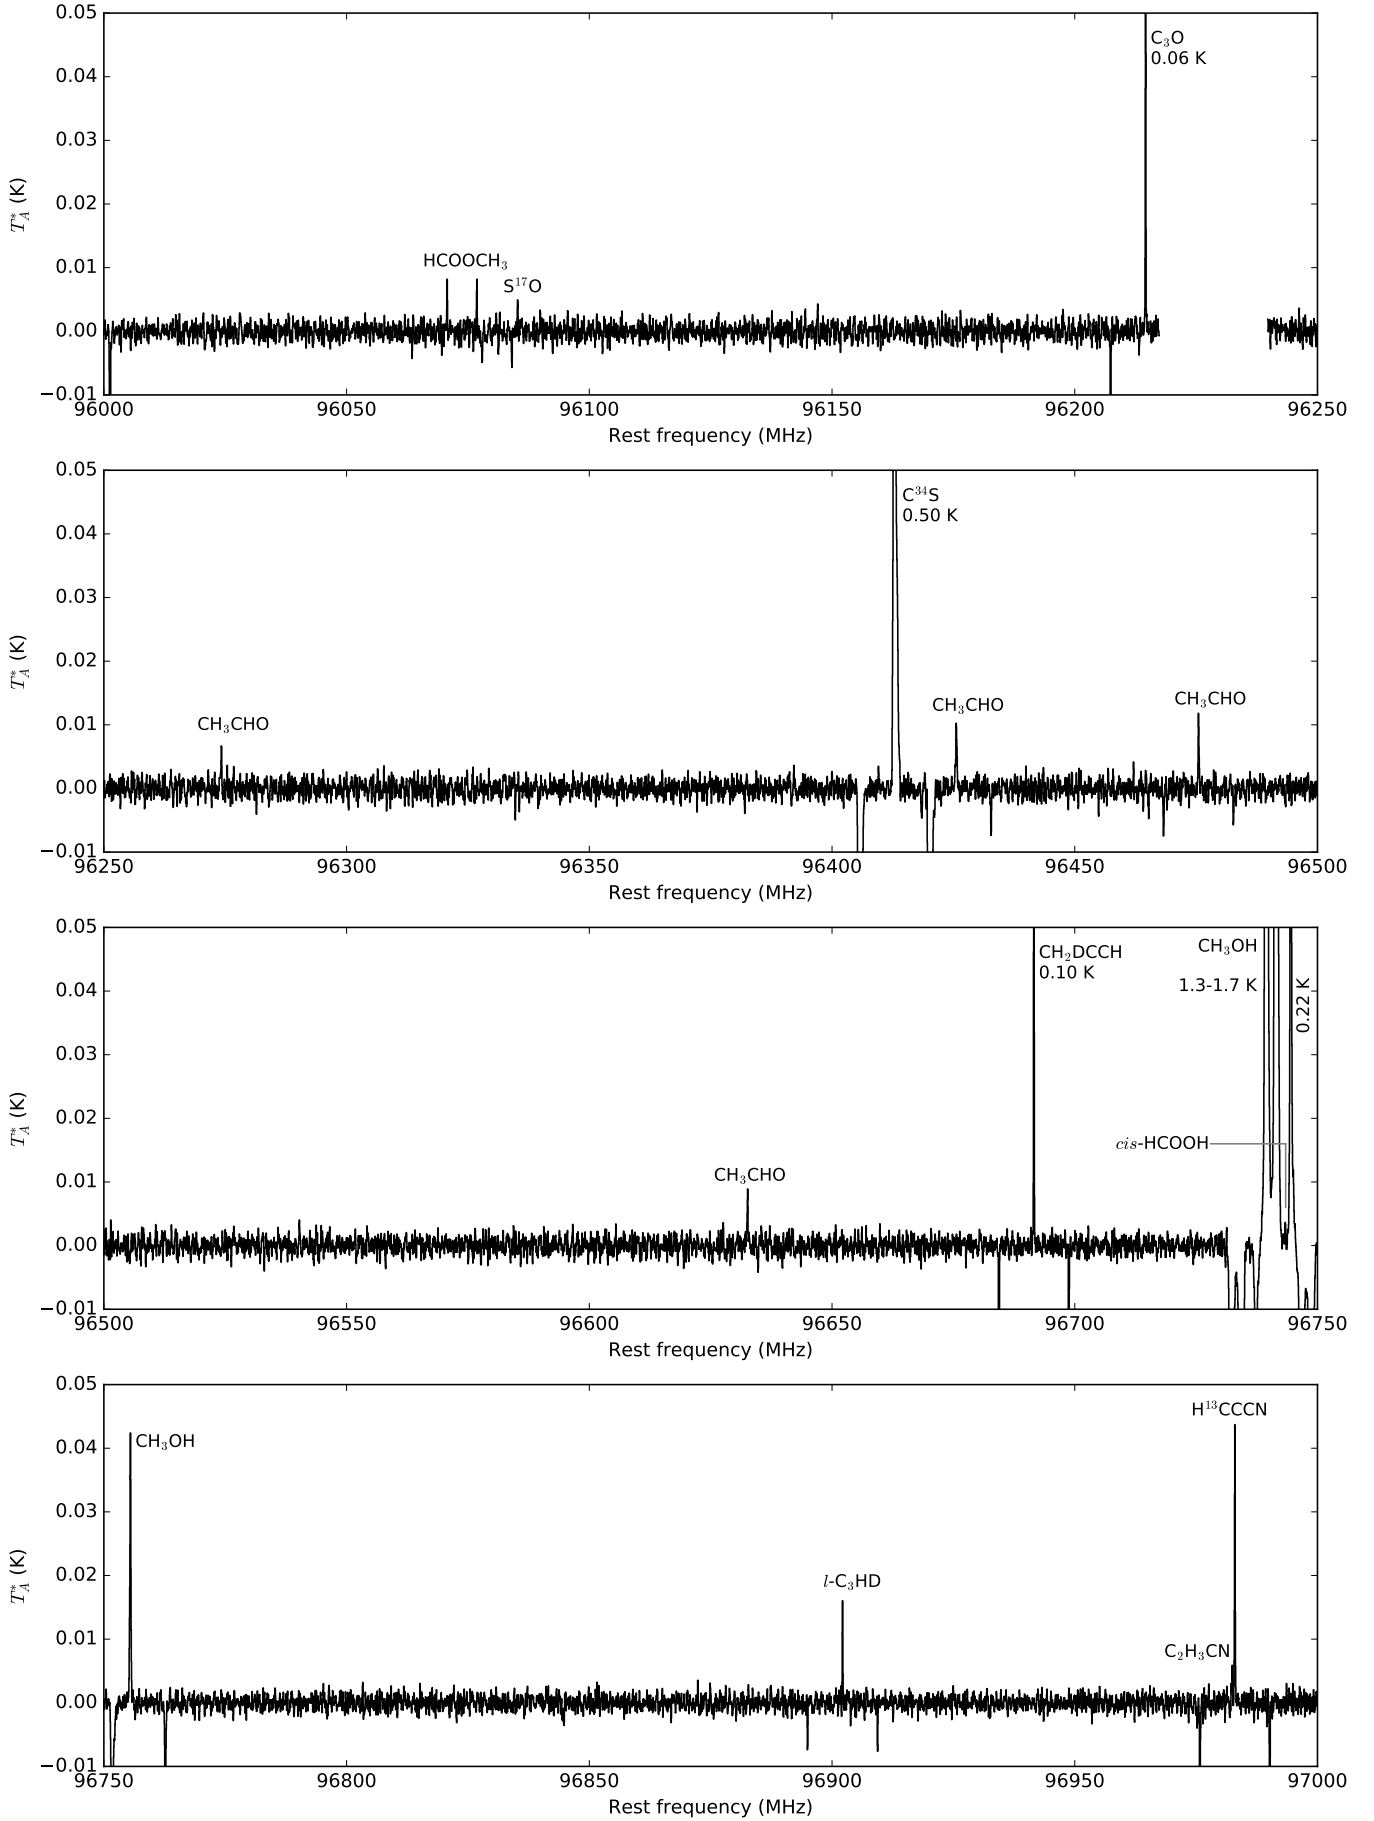 0.05
0.04
0.03
0.02
0.01
0.00
−0.01
T*A (K)
C3O
0.06 K
HCOOCH3
S17O
96000 96050 96100 96150 96200 96250
Rest frequency (MHz)
0.05
0.04
0.03
0.02
0.01
0.00
−0.01
T*A (K)
C34S
0.50 K
CH3CHO
CH3CHO
CH3CHO
96250 96300 96350 96400 96450 96500
Rest frequency (MHz)
0.05
0.04
0.03
0.02
0.01
0.00
−0.01
T*A (K)
CH2DCCH
0.10 K
CH3OH
1.3-1.7 K
0.22 K
cis-HCOOH
CH3CHO
96500 96550 96600 96650 96700 96750
Rest frequency (MHz)
0.05
0.04
0.03
0.02
0.01
0.00
−0.01
T*A (K)
H13CCCN
CH3OH
l-C3HD
C2H3CN
96750 96800 96850 96900 96950 97000
Rest frequency (MHz)